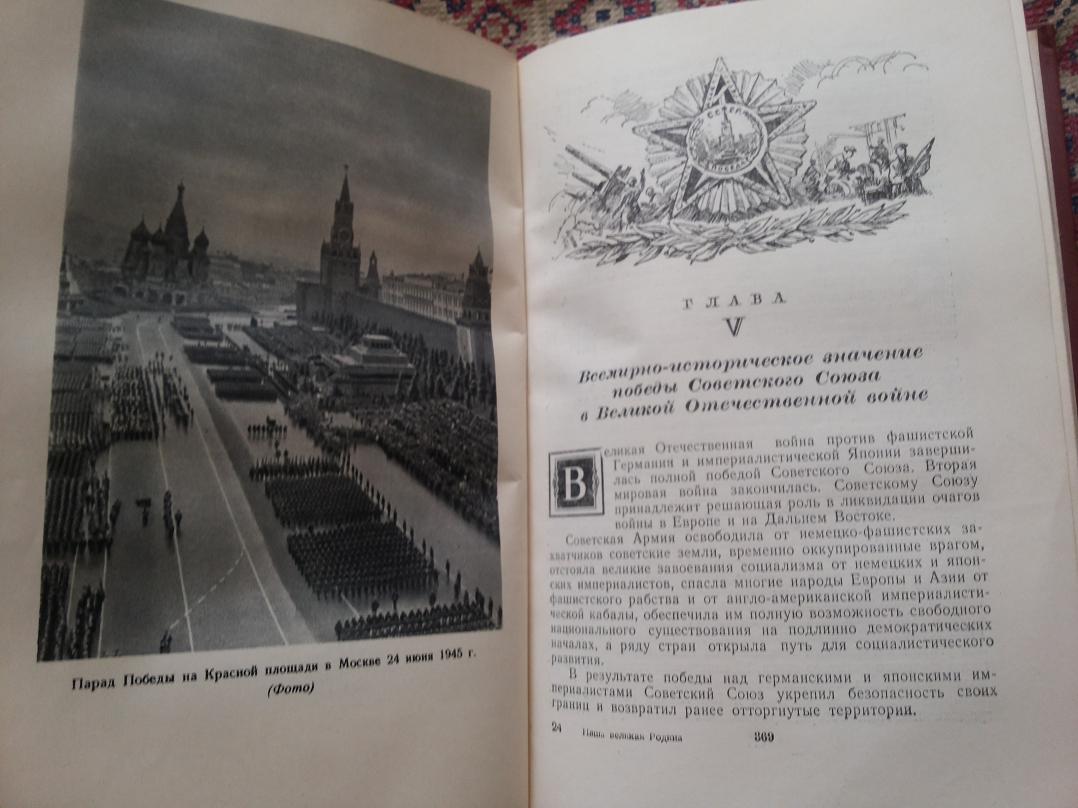 Парад Победы на Красной площади в Москве 24 июня 1945 г.
(Фото)
СССР
ГЛАВА
V
Всемирно-историческое значение
победы Советского Союза
в Великой Отечественной войне
Великая Отечественная война против фашистской
Германии и империалистической Японии заверши-
лась полной победой Советского Союза. Вторая
мировая война закончилась. Советскому Союзу
принадлежит решающая роль в ликвидации очагов
войны в Европе и на Дальнем Востоке.
Советская Армия освободила от немецко-фашистских за-
хватчиков советские земли, временно оккупированные врагом,
отстояла великие завоевания социализма от немецких и япон-
ских империалистов, спасла многие народы Европы и Азии от
фашистского рабства и от англо-американской империалисти-
ческой кабалы, обеспечила им полную возможность свободного
национального существования на подлинно демократических
началах, а ряду стран открыла путь для социалистического
развития.
В результате победы над германскими и японскими им-
периалистами Советский Союз укрепил безопасность своих
границ и возвратил ранее отторгнутые территории.
24 Наша великая Родина 369